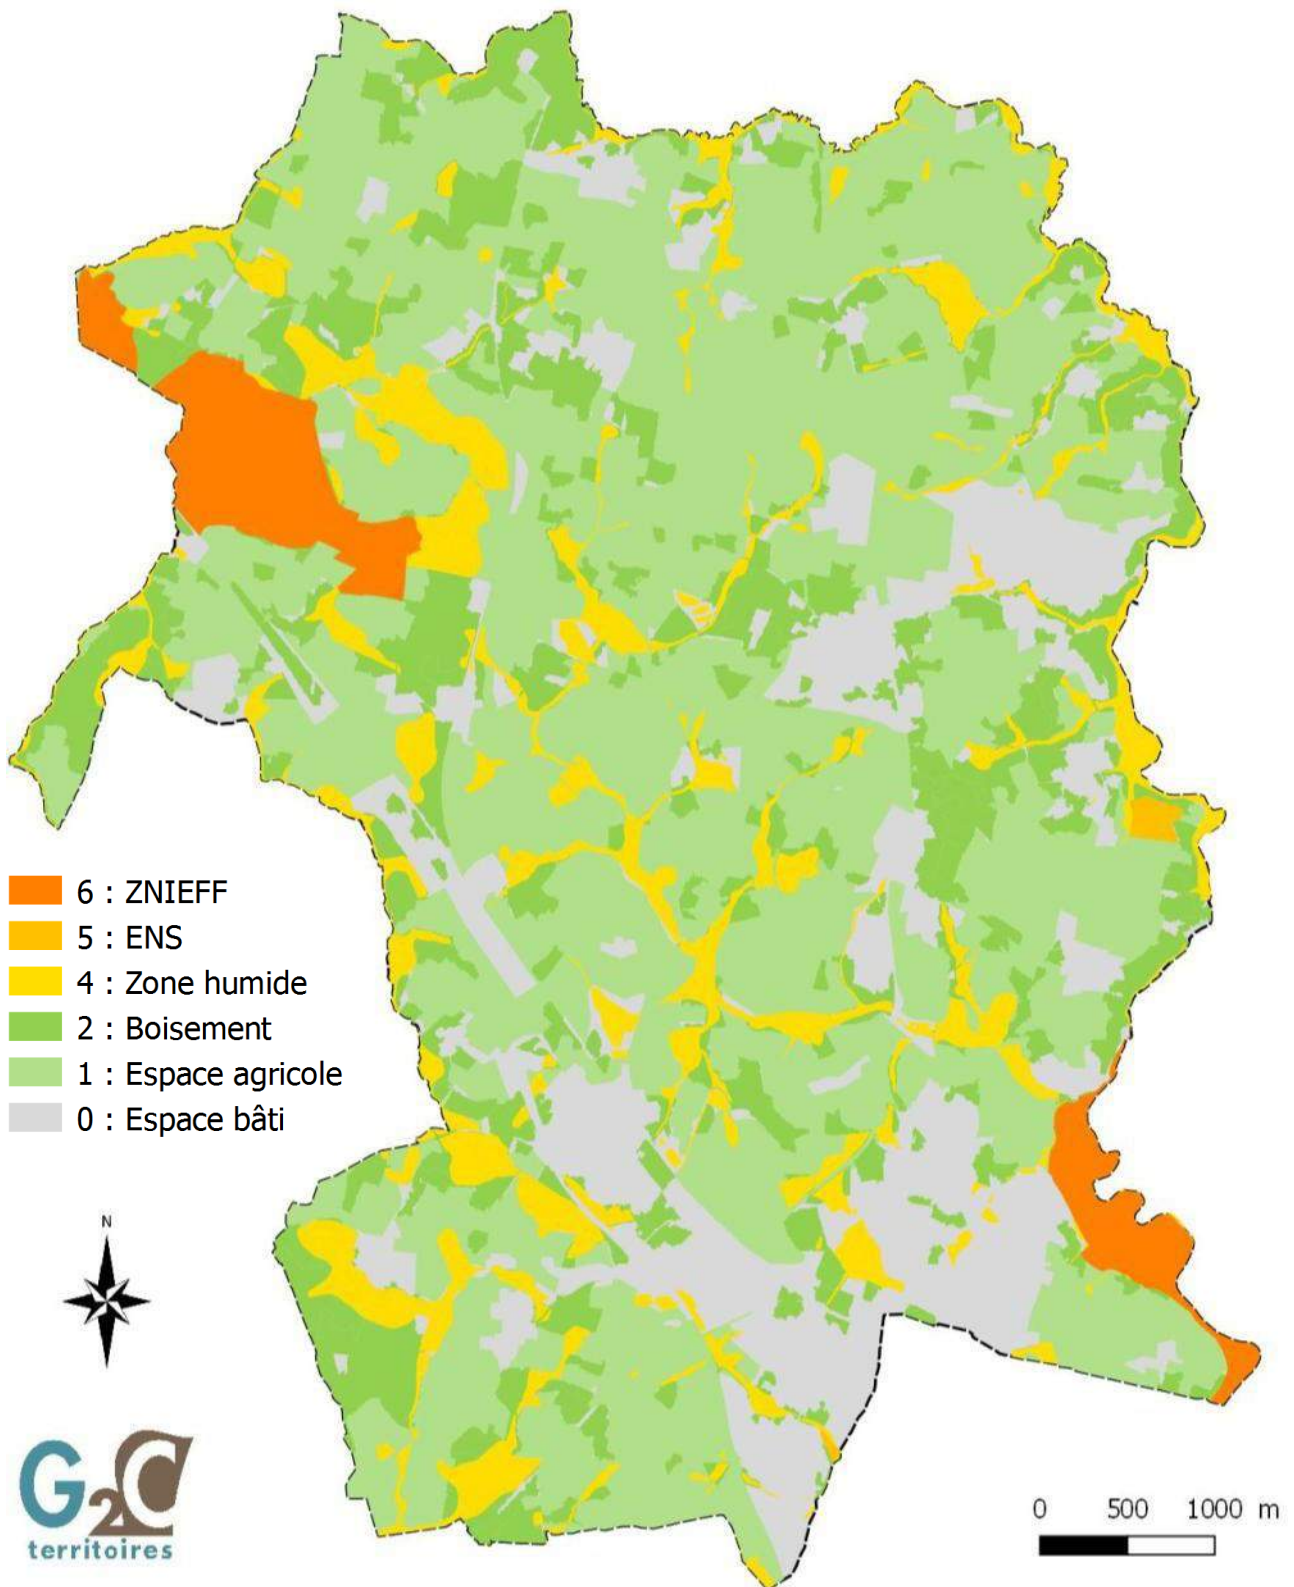 6 : ZNIEFF
5 : ENS
4 : Zone humide
2 : Boisement
1 : Espace agricole
0 : Espace bâti
N
G2C
territoires
0 500 1000 m